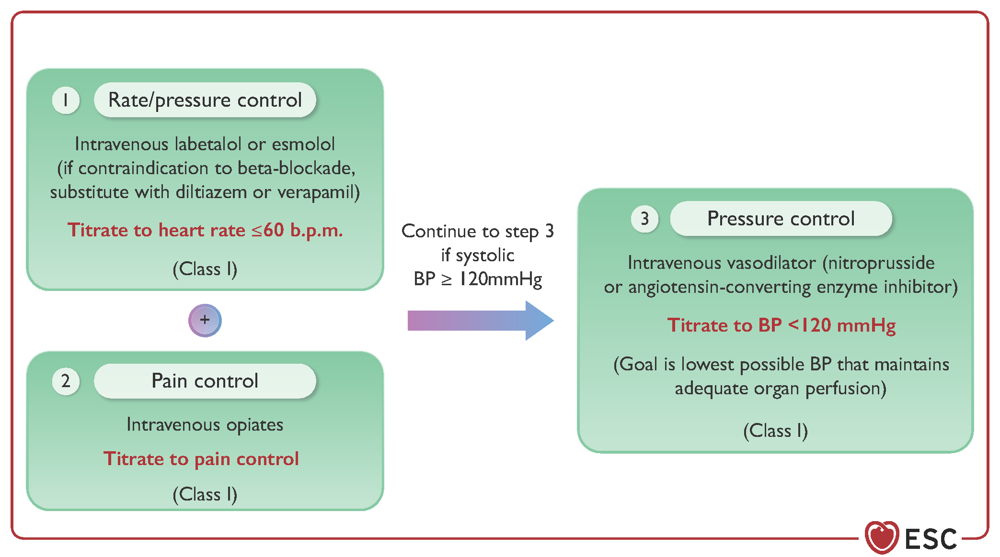 1
Rate/pressure control
Intravenous labetalol or esmolol
(if contraindication to beta-blockade,
substitute with diltiazem or verapamil)
Titrate to heart rate ≤60 b.p.m.
(Class I)
+
2
Pain control
Intravenous opiates
Titrate to pain control
(Class I)
Continue to step 3
if systolic
BP ≥ 120mmHg
3
Pressure control
Intravenous vasodilator (nitroprusside
or angiotensin-converting enzyme inhibitor)
Titrate to BP <120 mmHg
(Goal is lowest possible BP that maintains
adequate organ perfusion)
(Class I)
ESC